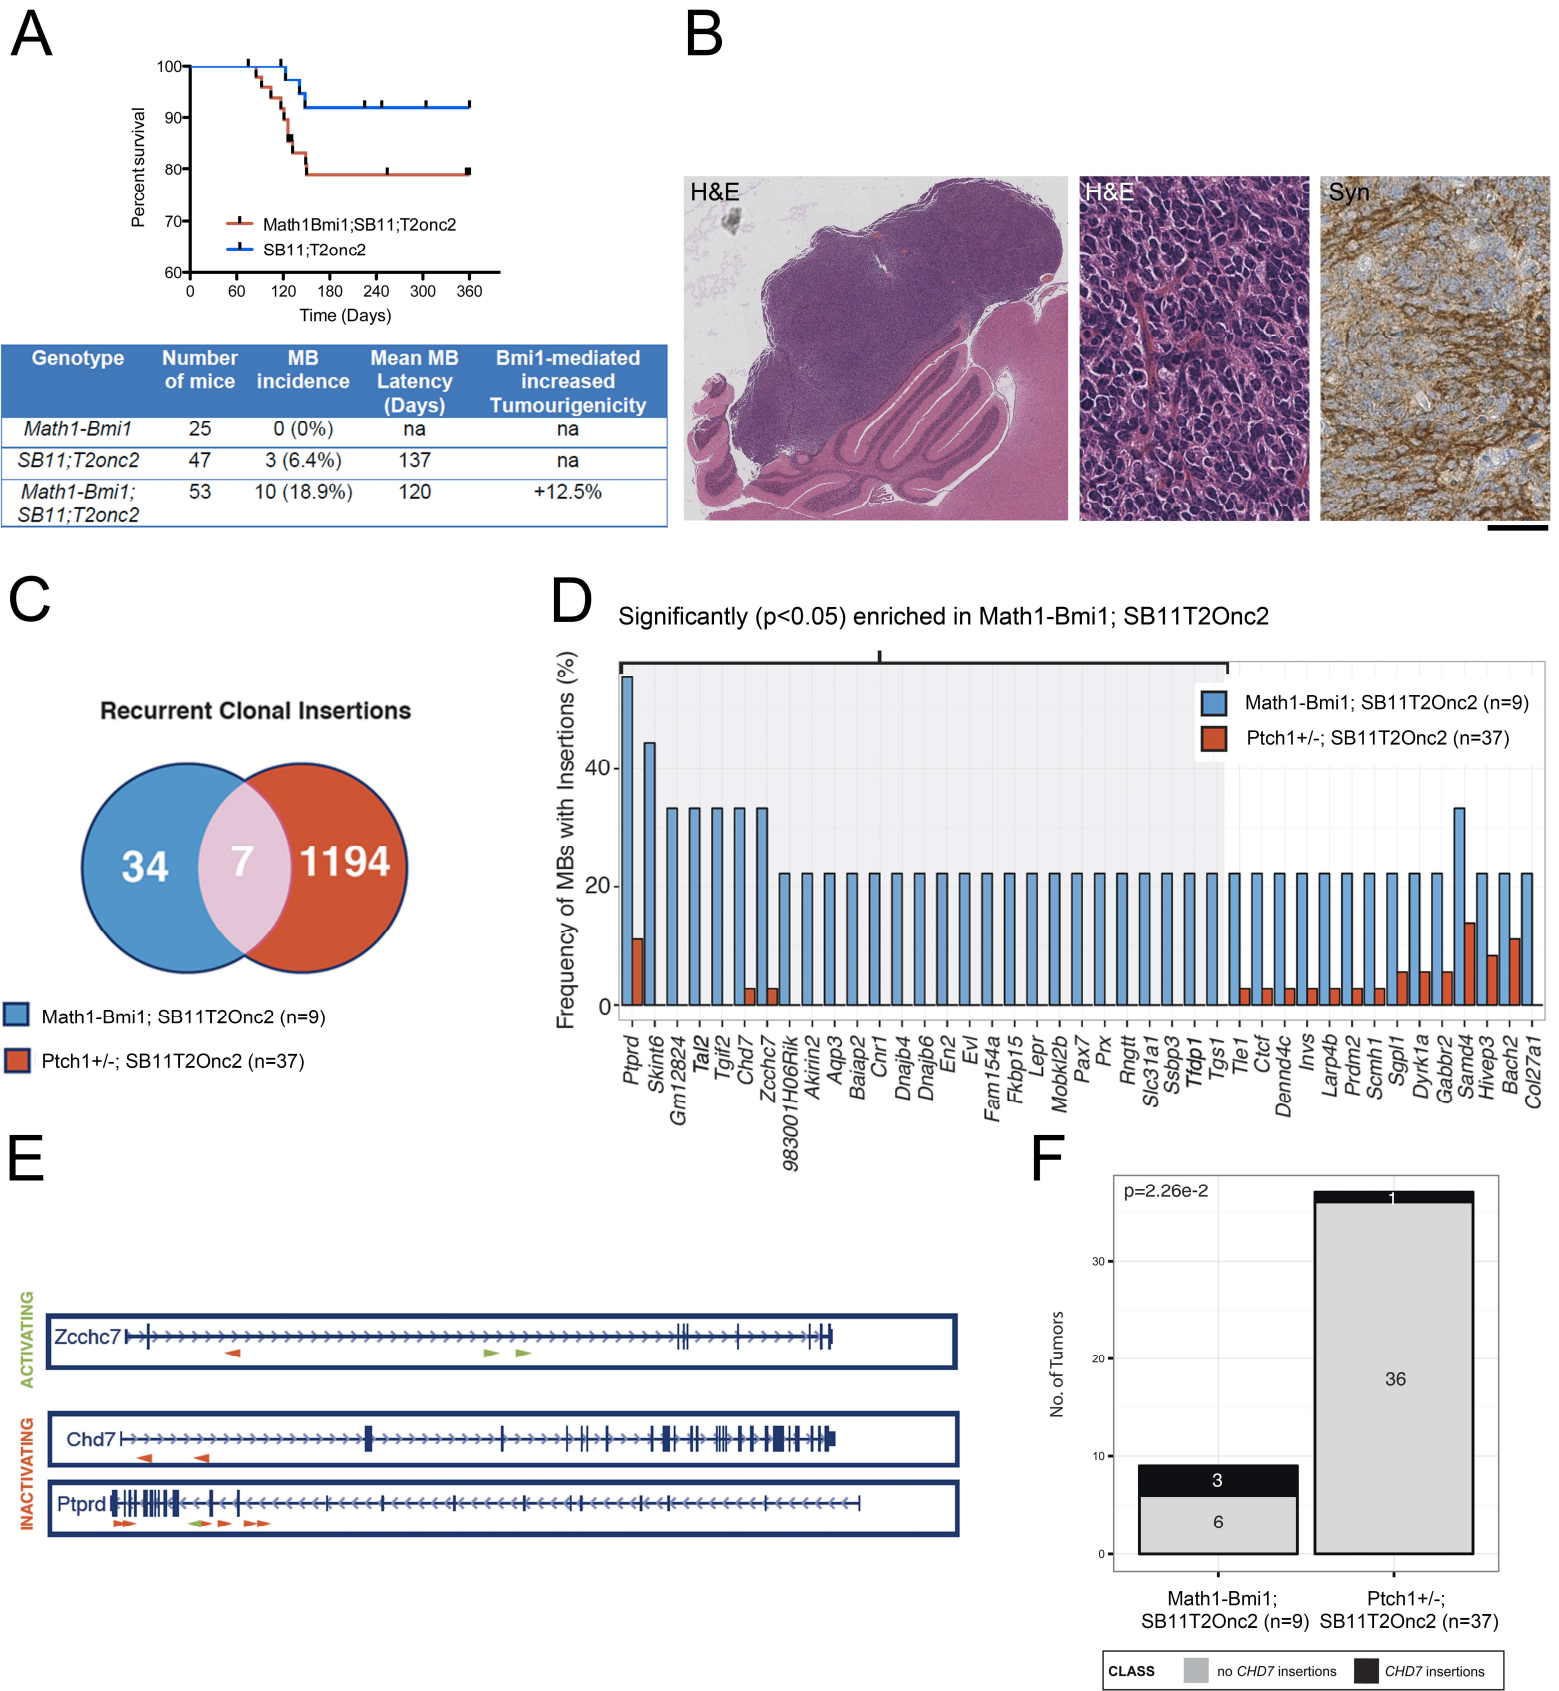 A
100
90
80
70
60
Percent survival
Math1Bmi1;SB11;T2onc2
SB11;T2onc2
0 60 120 180 240 300 360
Time (Days)
Genotype Number of mice MB incidence Mean MB Latency (Days) Bmi1-mediated increased Tumourigenicity
Math1-Bmi1 25 0 (0%) na na
SB11;T2onc2 47 3 (6.4%) 137 na
Math1-Bmi1; SB11;T2onc2 53 10 (18.9%) 120 +12.5%
B
H&E
H&E
Syn
C
Recurrent Clonal Insertions
34 7 1194
Math1-Bmi1; SB11T2Onc2 (n=9)
Ptch1+/-; SB11T2Onc2 (n=37)
D
Significantly (p<0.05) enriched in Math1-Bmi1; SB11T2Onc2
Frequency of MBs with Insertions (%)
40
20
0
Math1-Bmi1; SB11T2Onc2 (n=9)
Ptch1+/-; SB11T2Onc2 (n=37)
Ptprd
Skint6
Gm12824
Tal2
Tgif2
Chd7
Zcchc7
983001H06Rik
Akirin2
Aqp3
Baiap2
Cnr1
Dnajb4
Dnajb6
En2
Evl
Fam154a
Fkbp15
Lepr
Mobkl2b
Pax7
Prx
Rngtt
Slc31a1
Ssbp3
Tfdp1
Tgs1
Tle1
Ctcf
Dennd4c
Invs
Larp4b
Prdm2
Scmh1
Sgpl1
Dyrk1a
Gabbr2
Samd4
Hivep3
Bach2
Col27a1
E
ACTIVATING
Zcchc7
INACTIVATING
Chd7
Ptprd
F
p=2.26e-2
No. of Tumors
30
20
10
0
3
6
1
36
Math1-Bmi1;
SB11T2Onc2 (n=9)
Ptch1+/-;
SB11T2Onc2 (n=37)
CLASS no CHD7 insertions CHD7 insertions